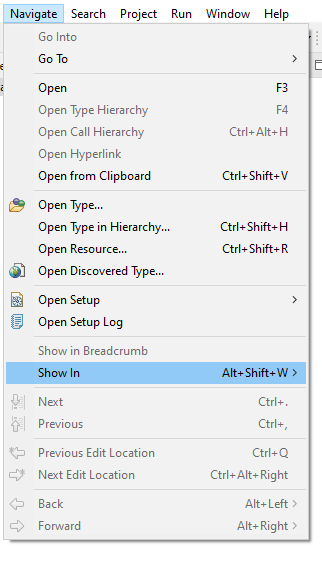 Navigate Search Project Run Window Help
Go Into
Go To
Open F3
Open Type Hierarchy F4
Open Call Hierarchy Ctrl+Alt+H
Open Hyperlink
Open from Clipboard Ctrl+Shift+V
Open Type...
Open Type in Hierarchy... Ctrl+Shift+H
Open Resource... Ctrl+Shift+R
Open Discovered Type...
Open Setup
Open Setup Log
Show in Breadcrumb
Show In Alt+Shift+W
Next Ctrl+.
Previous Ctrl+,
Previous Edit Location Ctrl+Q
Next Edit Location Ctrl+Alt+Right
Back Alt+Left
Forward Alt+Right